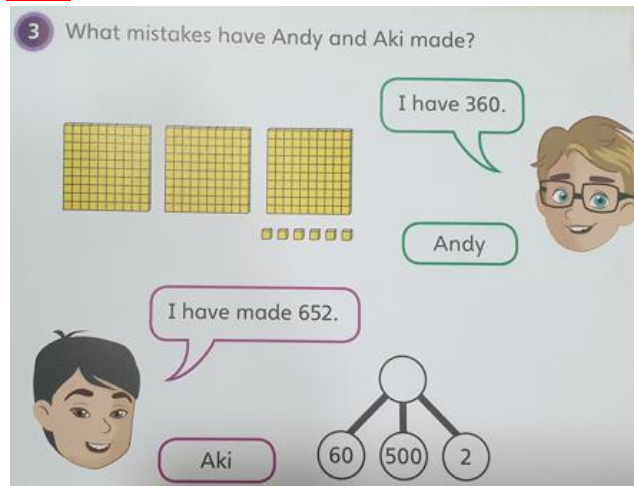 3 What mistakes have Andy and Aki made?
I have 360.
Andy
I have made 652.
Aki
60 500 2